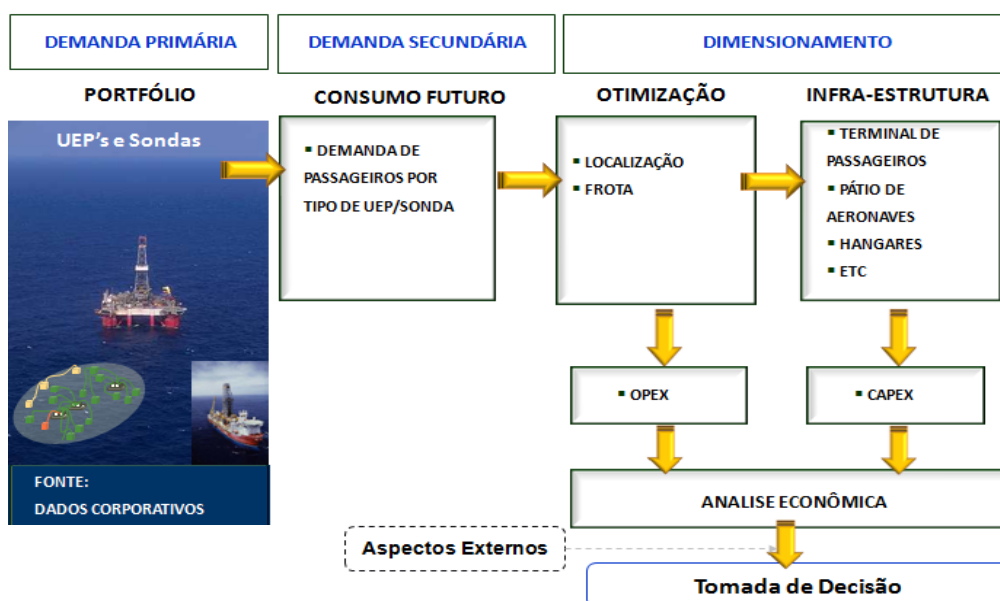 DEMANDA PRIMÁRIA
DEMANDA SECUNDÁRIA
DIMENSIONAMENTO
PORTFÓLIO
CONSUMO FUTURO
OTIMIZAÇÃO
INFRA-ESTRUTURA
UEP's e Sondas
▪ DEMANDA DE
PASSAGEIROS POR
TIPO DE UEP/SONDA
▪ LOCALIZAÇÃO
▪ FROTA
▪ TERMINAL DE
PASSAGEIROS
▪ PÁTIO DE
AERONAVES
▪ HANGARES
▪ ETC
▪ OPEX
▪ CAPEX
FONTE:
DADOS CORPORATIVOS
ANALISE ECONÔMICA
Aspectos Externos
Tomada de Decisão